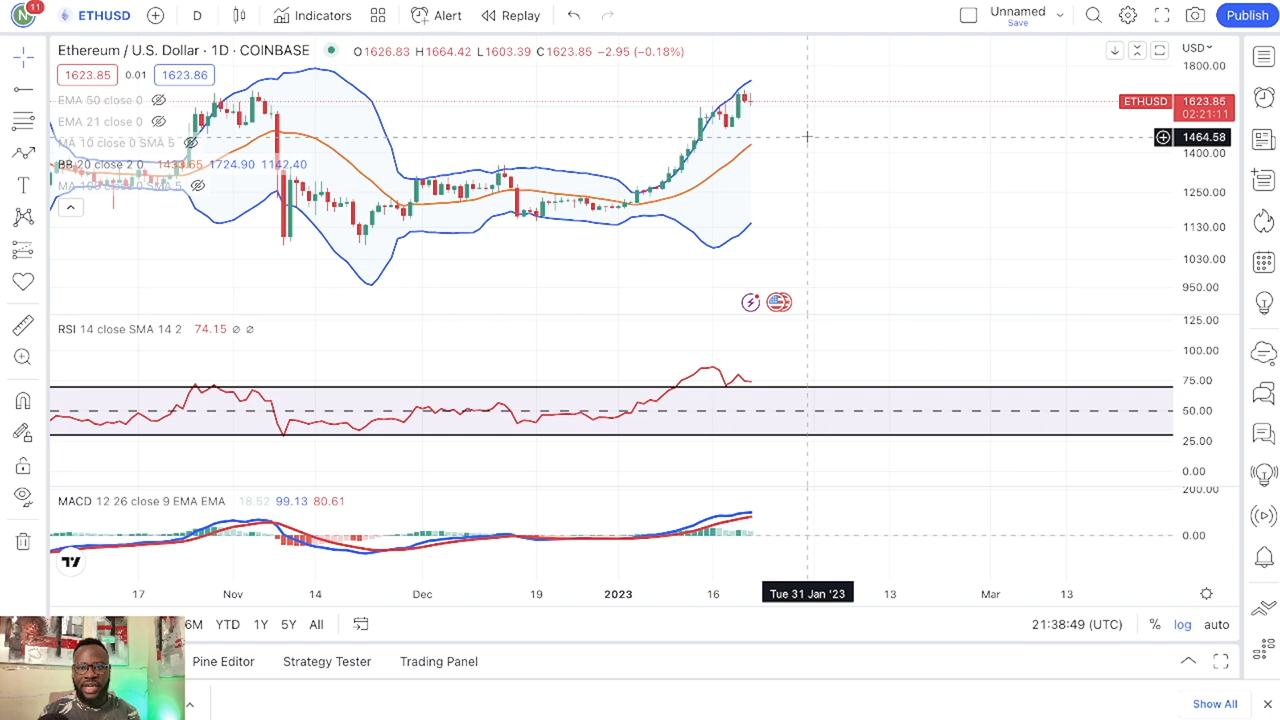 N 11 ETHUSD D Indicators Alert Replay Unnamed Save Publish
Ethereum / U.S. Dollar · 1D · COINBASE O1626.83 H1664.42 L1603.39 C1623.85 −2.95 (−0.18%)
USD
1800.00
1623.85 0.01 1623.86
EMA 50 close 0
ETHUSD 1623.85
02:21:11
EMA 21 close 0
1464.58
MA 10 close 0 SMA 5
1400.00
BB 20 close 2 0 1433.65 1724.90 1142.40
1250.00
1130.00
1030.00
950.00
125.00
RSI 14 close SMA 14 2 74.15 ∅ ∅
100.00
75.00
50.00
25.00
0.00
200.00
MACD 12 26 close 9 EMA EMA 18.52 99.13 80.61
0.00
17 Nov 14 Dec 19 2023 16 Tue 31 Jan '23 13 Mar 13
6M YTD 1Y 5Y All 21:38:49 (UTC) % log auto
Pine Editor Strategy Tester Trading Panel
Show All